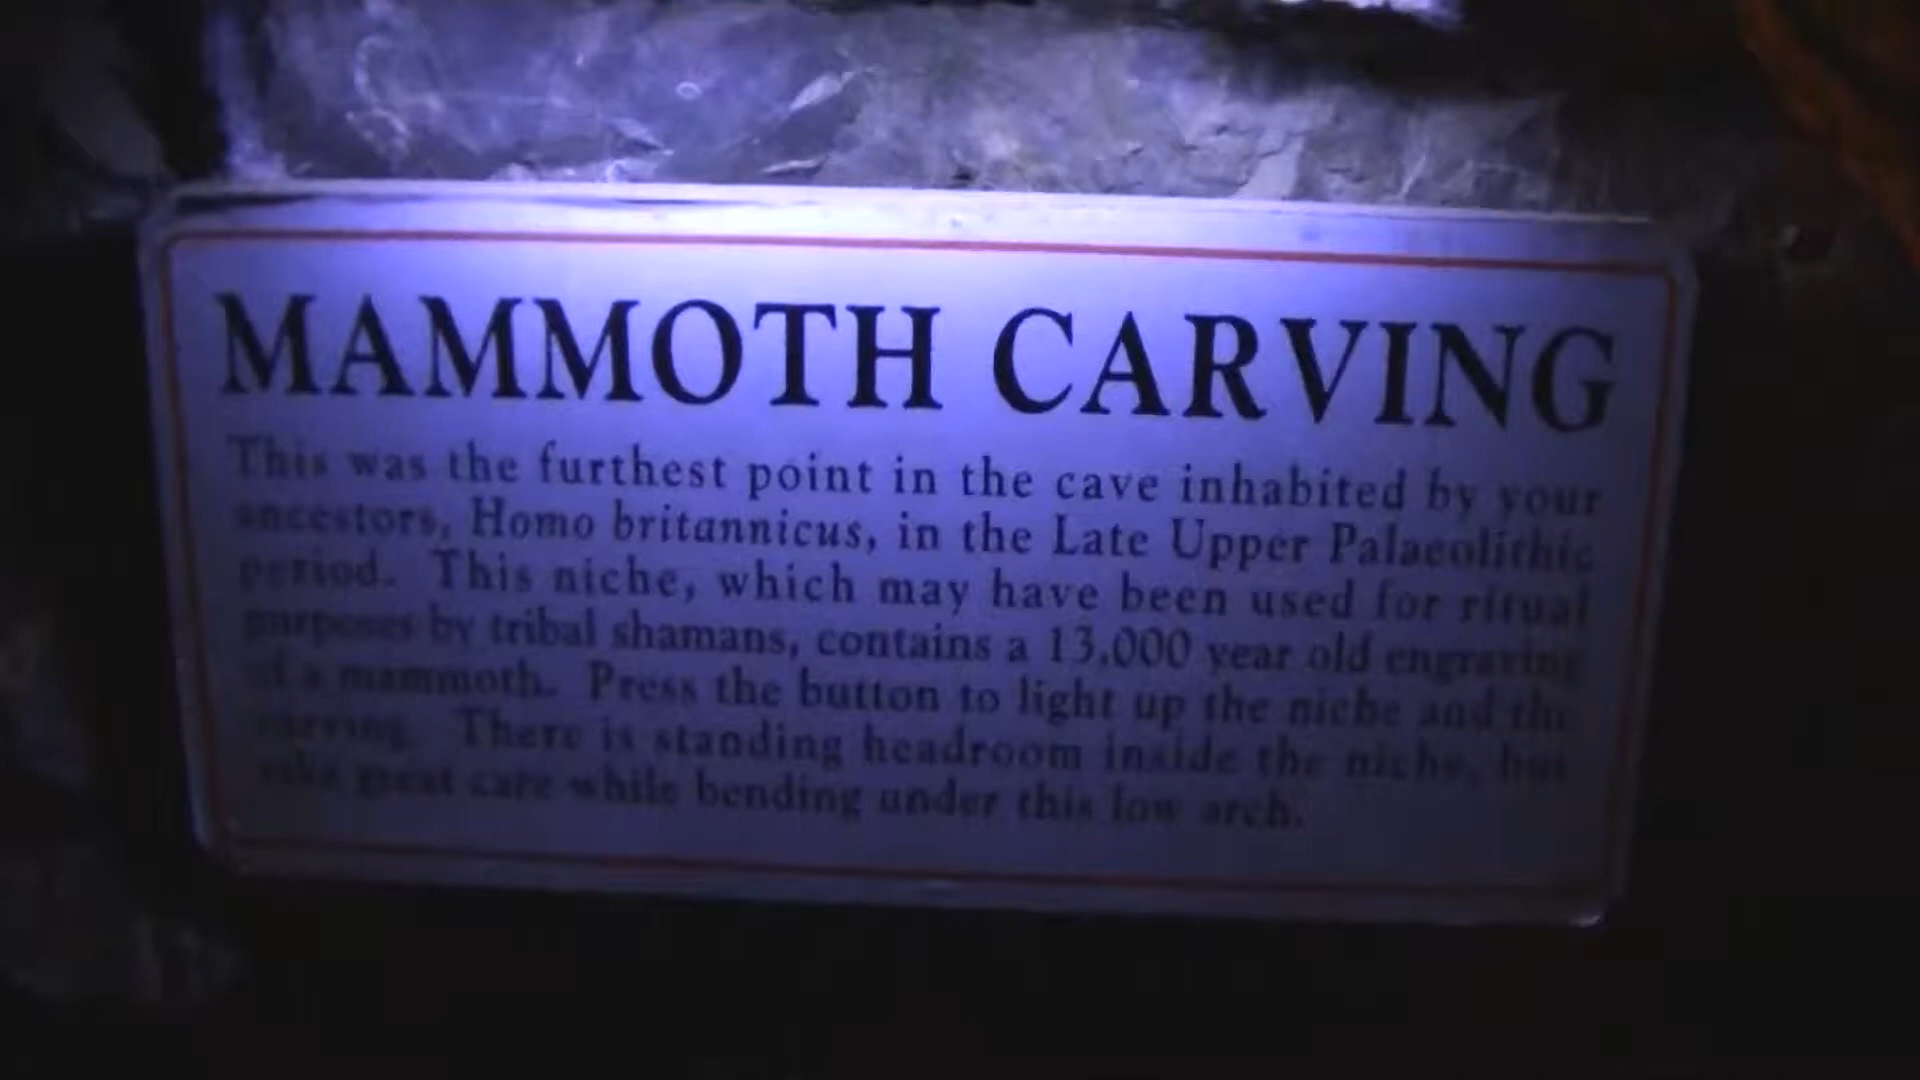 MAMMOTH CARVING
This was the furthest point in the cave inhabited by your
ancestors, Homo britannicus, in the Late Upper Palaeolithic
period. This niche, which may have been used for ritual
purposes by tribal shamans, contains a 13,000 year old engraving
of a mammoth. Press the button to light up the niche and the
carving. There is standing headroom inside the niche, but
take great care while bending under this low arch.